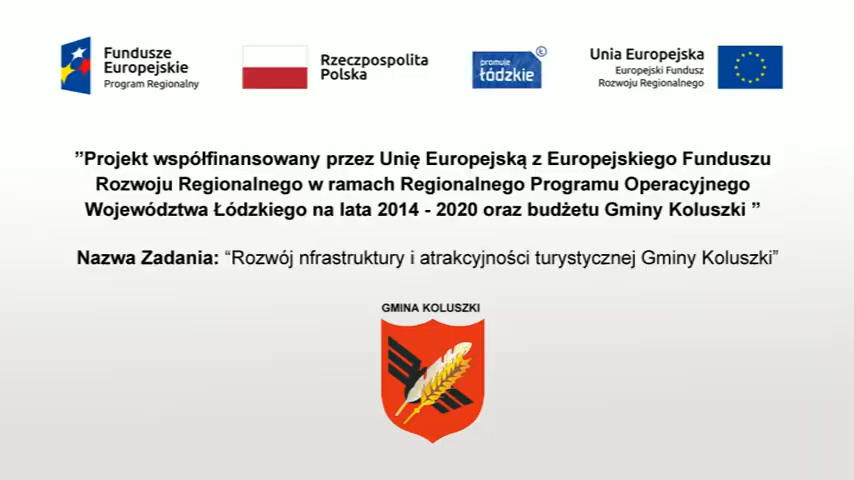 Fundusze
Europejskie
Program Regionalny
Rzeczpospolita
Polska
promuje
łódzkie
Unia Europejska
Europejski Fundusz
Rozwoju Regionalnego
”Projekt współfinansowany przez Unię Europejską z Europejskiego Funduszu
Rozwoju Regionalnego w ramach Regionalnego Programu Operacyjnego
Województwa Łódzkiego na lata 2014 - 2020 oraz budżetu Gminy Koluszki ”
Nazwa Zadania: “Rozwój nfrastruktury i atrakcyjności turystycznej Gminy Koluszki”
GMINA KOLUSZKI